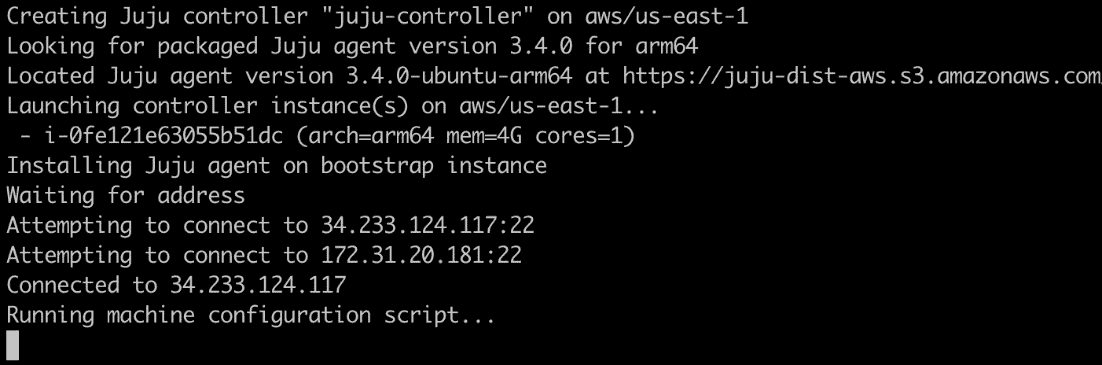 Creating Juju controller "juju-controller" on aws/us-east-1
Looking for packaged Juju agent version 3.4.0 for arm64
Located Juju agent version 3.4.0-ubuntu-arm64 at https://juju-dist-aws.s3.amazonaws.com/
Launching controller instance(s) on aws/us-east-1...
 - i-0fe121e63055b51dc (arch=arm64 mem=4G cores=1)
Installing Juju agent on bootstrap instance
Waiting for address
Attempting to connect to 34.233.124.117:22
Attempting to connect to 172.31.20.181:22
Connected to 34.233.124.117
Running machine configuration script...